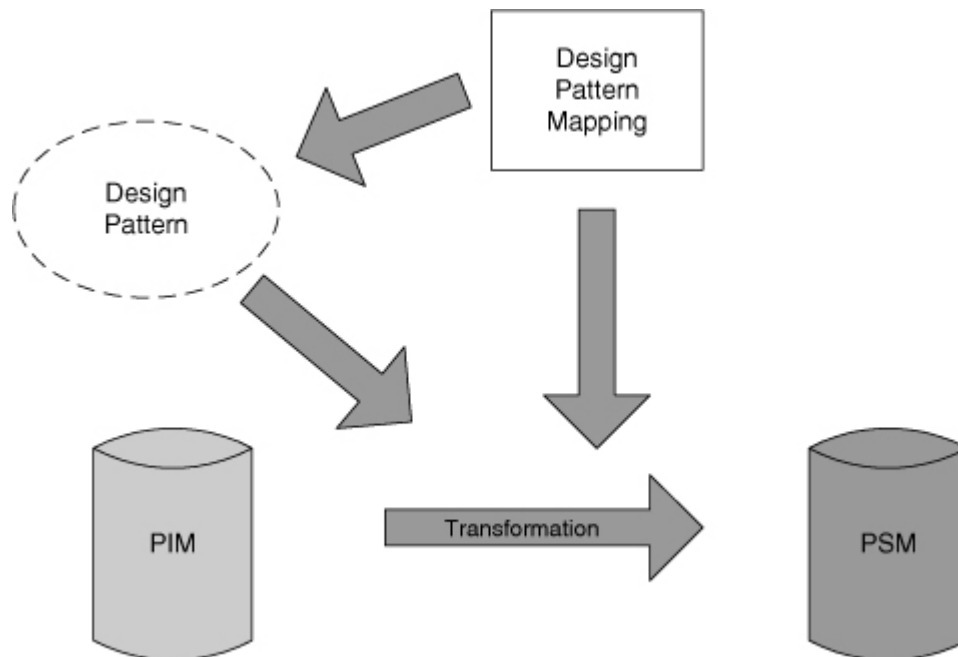 Design
Pattern
Mapping
Design
Pattern
PIM
Transformation
PSM